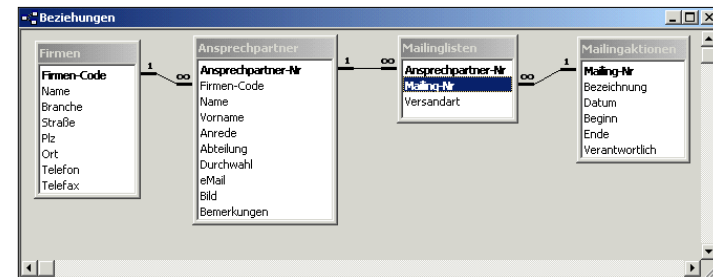 Beziehungen
Firmen
Firmen-Code
Name
Branche
Straße
Plz
Ort
Telefon
Telefax
1
∞
Ansprechpartner
Ansprechpartner-Nr
Firmen-Code
Name
Vorname
Anrede
Abteilung
Durchwahl
eMail
Bild
Bemerkungen
1
∞
Mailinglisten
Ansprechpartner-Nr
Mailing-Nr
Versandart
∞
1
Mailingaktionen
Mailing-Nr
Bezeichnung
Datum
Beginn
Ende
Verantwortlich